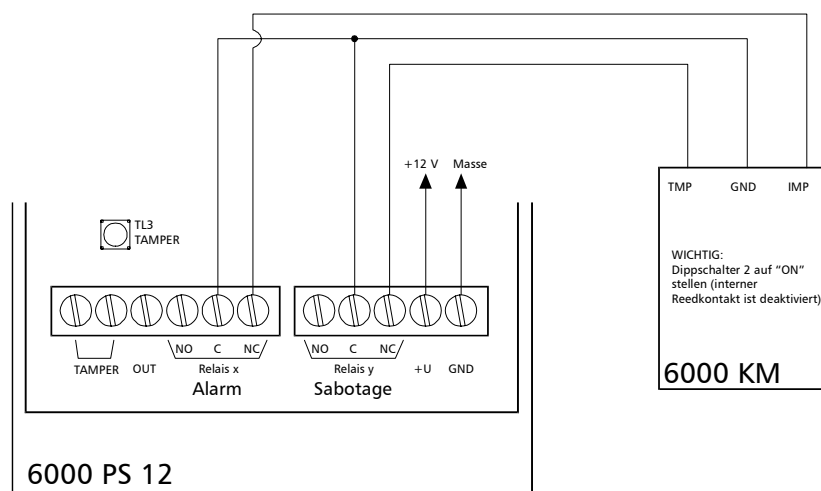 +12 V Masse
TMP GND IMP
TL3
TAMPER
WICHTIG:
Dippschalter 2 auf "ON"
stellen (interner
Reedkontakt ist deaktiviert)
NO C NC NO C NC
TAMPER OUT Relais x Relais y +U GND
Alarm Sabotage
6000 KM
6000 PS 12